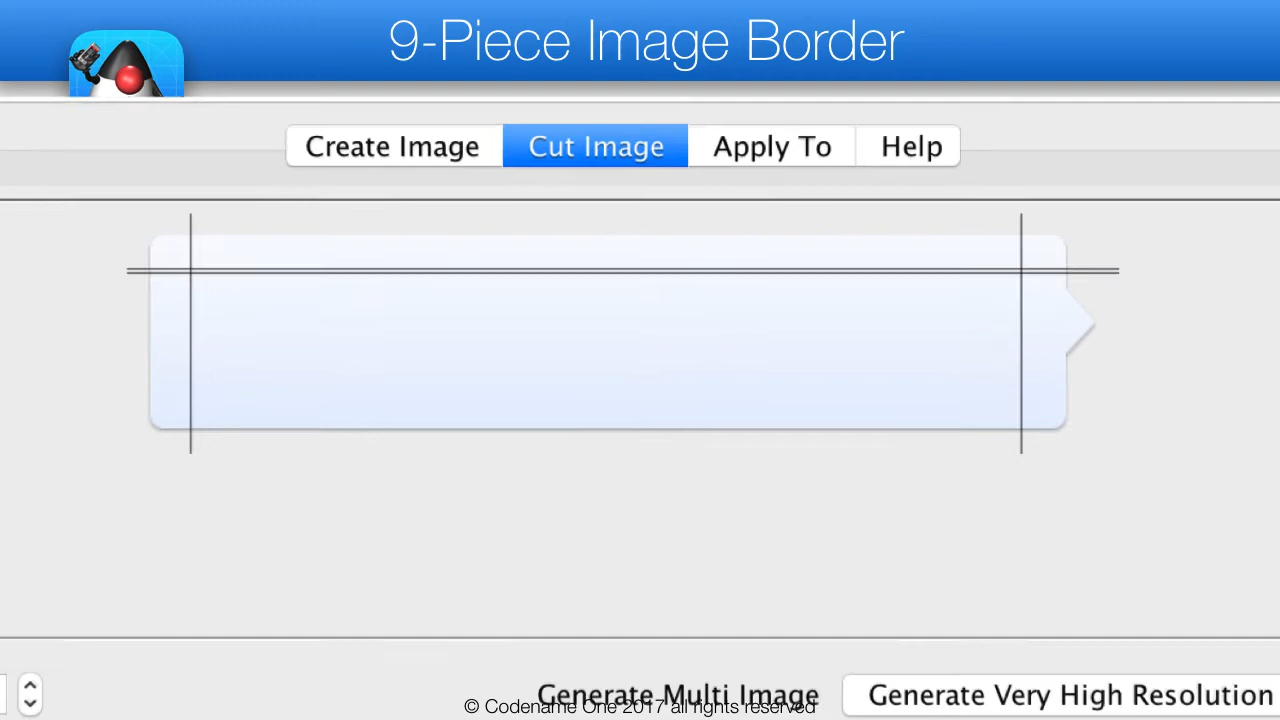 9-Piece Image Border
Create Image Cut Image Apply To Help
Generate Multi Image Generate Very High Resolution
© Codename One 2017 all rights reserved